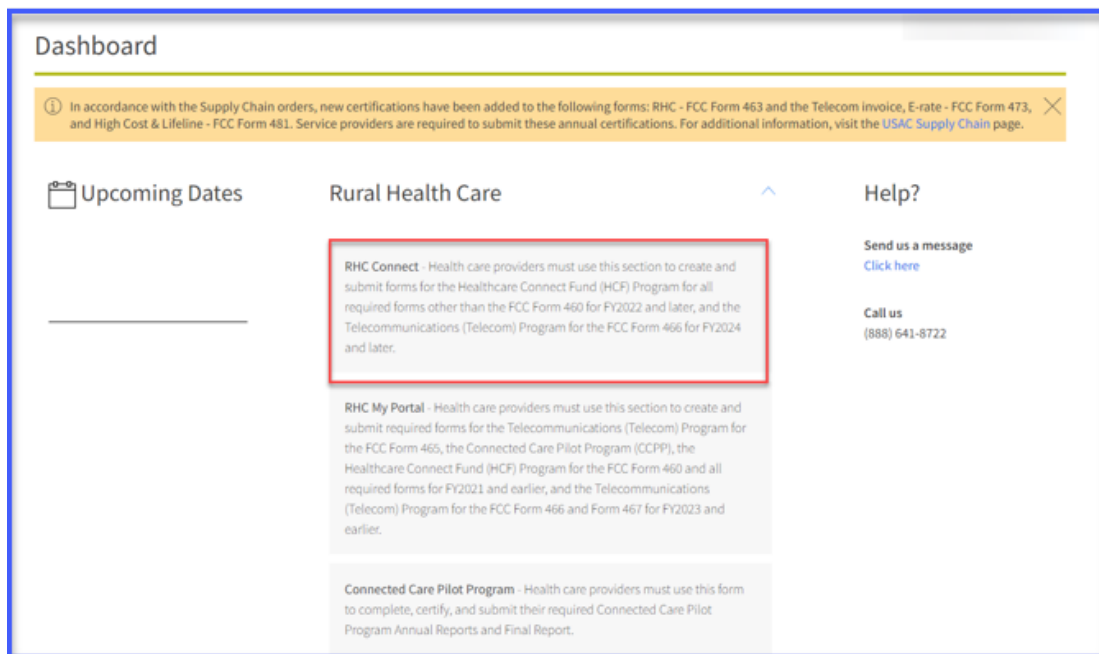 Dashboard
In accordance with the Supply Chain orders, new certifications have been added to the following forms: RHC - FCC Form 463 and the Telecom invoice, E-rate - FCC Form 473,
and High Cost & Lifeline - FCC Form 481. Service providers are required to submit these annual certifications. For additional information, visit the USAC Supply Chain page.
Upcoming Dates
Rural Health Care
RHC Connect - Health care providers must use this section to create and
submit forms for the Healthcare Connect Fund (HCF) Program for all
required forms other than the FCC Form 460 for FY2022 and later, and the
Telecommunications (Telecom) Program for the FCC Form 466 for FY2024
and later.
RHC My Portal - Health care providers must use this section to create and
submit required forms for the Telecommunications (Telecom) Program for
the FCC Form 465, the Connected Care Pilot Program (CCPP), the
Healthcare Connect Fund (HCF) Program for the FCC Form 460 and all
required forms for FY2021 and earlier, and the Telecommunications
(Telecom) Program for the FCC Form 466 and Form 467 for FY2023 and
earlier.
Connected Care Pilot Program - Health care providers must use this form
to complete, certify, and submit their required Connected Care Pilot
Program Annual Reports and Final Report.
Help?
Send us a message
Click here
Call us
(888) 641-8722